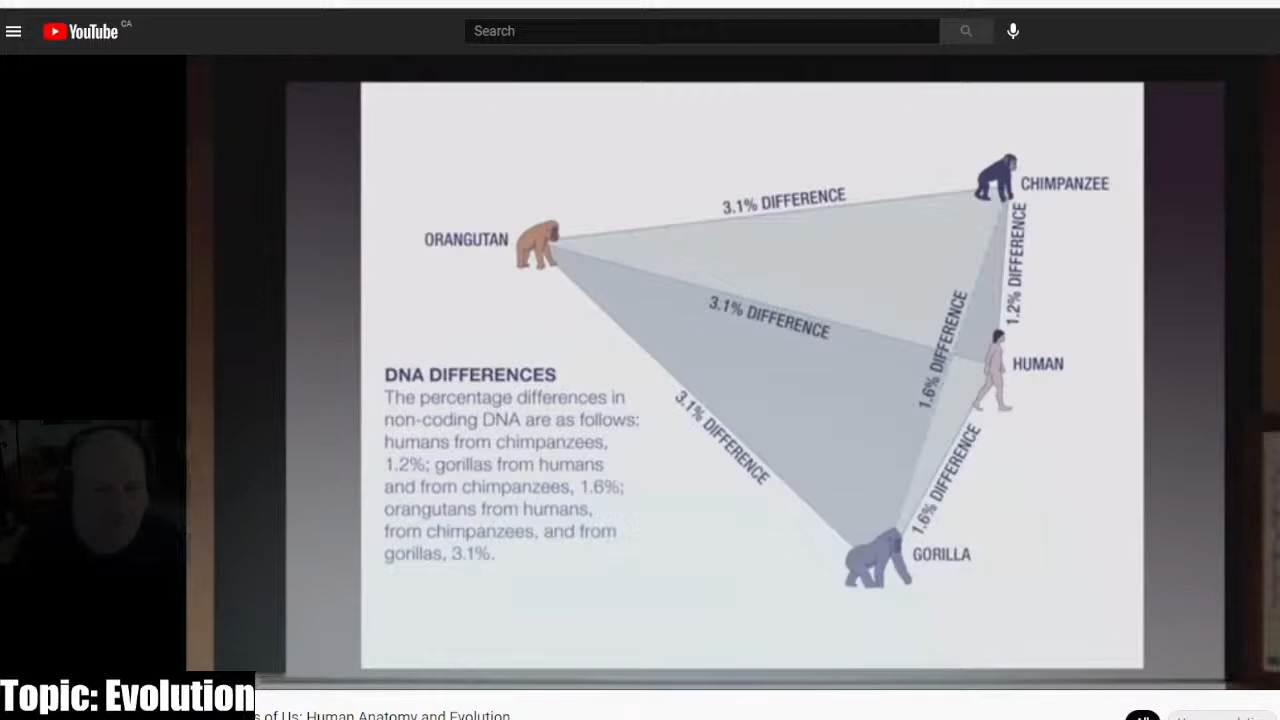 YouTube CA
Search
CHIMPANZEE
3.1% DIFFERENCE
ORANGUTAN
1.2% DIFFERENCE
3.1% DIFFERENCE
1.6% DIFFERENCE
HUMAN
DNA DIFFERENCES
The percentage differences in
non-coding DNA are as follows:
humans from chimpanzees,
1.2%; gorillas from humans
and from chimpanzees, 1.6%;
orangutans from humans,
from chimpanzees, and from
gorillas, 3.1%.
3.1% DIFFERENCE
1.6% DIFFERENCE
GORILLA
Topic: Evolution
s of Us: Human Anatomy and Evolution
All